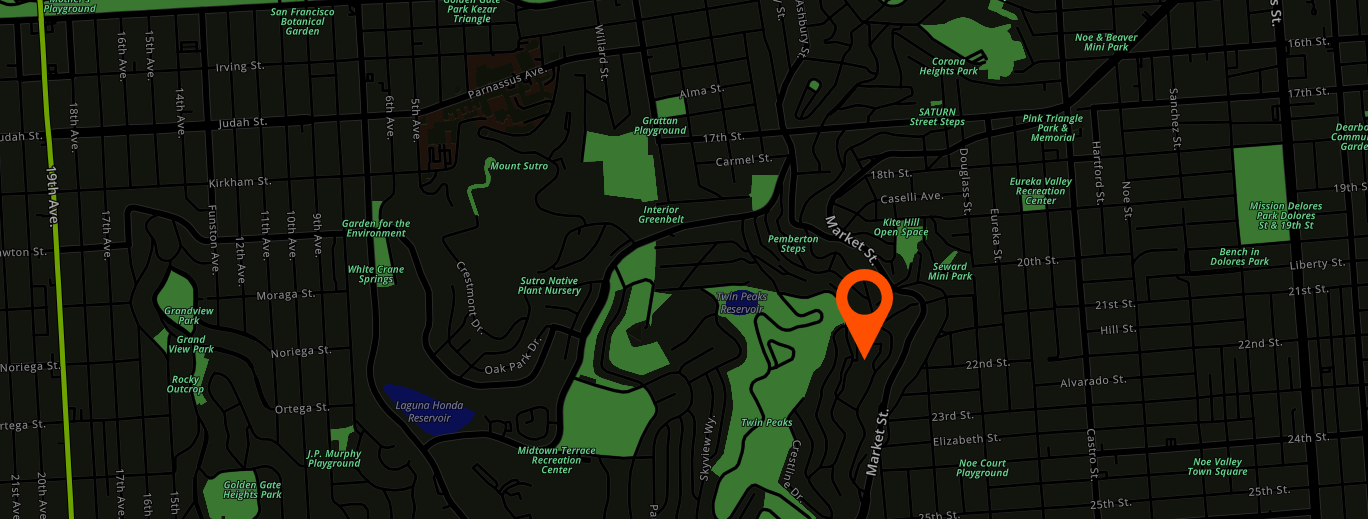 Mother's
Playground
San Francisco
Botanical
Garden
Golden Gate
Park Kezar
Triangle
Ashbury St.
y St.
s St.
Noe & Beaver
Mini Park
16th St.
16th Ave.
15th Ave.
Irving St.
Willard St.
Corona
Heights Park
Parnassus Ave.
Alma St.
17th St.
Sanchez St.
18th Ave.
14th Ave.
6th Ave.
5th Ave.
Judah St.
udah St.
Grattan
Playground
17th St.
SATURN
Street Steps
Pink Triangle
Park &
Memorial
Mount Sutro
Carmel St.
18th St.
Douglass St.
Hartford St.
19th Ave.
Kirkham St.
Caselli Ave.
Eureka Valley
Recreation
Center
Noe St.
19th S
17th Ave.
Funston Ave.
12th Ave.
11th Ave.
10th Ave.
9th Ave.
Garden for the
Environment
Interior
Greenbelt
Market St.
Kite Hill
Open Space
Eureka St.
Mission Delores
Park Dolores
St & 19th St
awton St.
Pemberton
Steps
White Crane
Springs
Crestmont Dr.
Sutro Native
Plant Nursery
Seward
Mini Park
20th St.
Bench in
Dolores Park
Liberty St.
Moraga St.
Twin Peaks
Reservoir
21st St.
21st St.
Grandview
Park
Grand
View Park
Hill St.
22nd St.
Noriega St.
Noriega St.
Oak Park Dr.
22nd St.
Rocky
Outcrop
Alvarado St.
Ortega St.
Laguna Honda
Reservoir
Twin Peaks
23rd St.
rtega St.
Market St.
Elizabeth St.
24th St.
J.P. Murphy
Playground
Midtown Terrace
Recreation
Center
Skyview Wy.
Crestline Dr.
Noe Court
Playground
Castro St.
Noe Valley
Town Square
21st Ave.
20th Ave.
17th Ave.
16th
15th
Golden Gate
Heights Park
25th St.
25th St.
25th St.